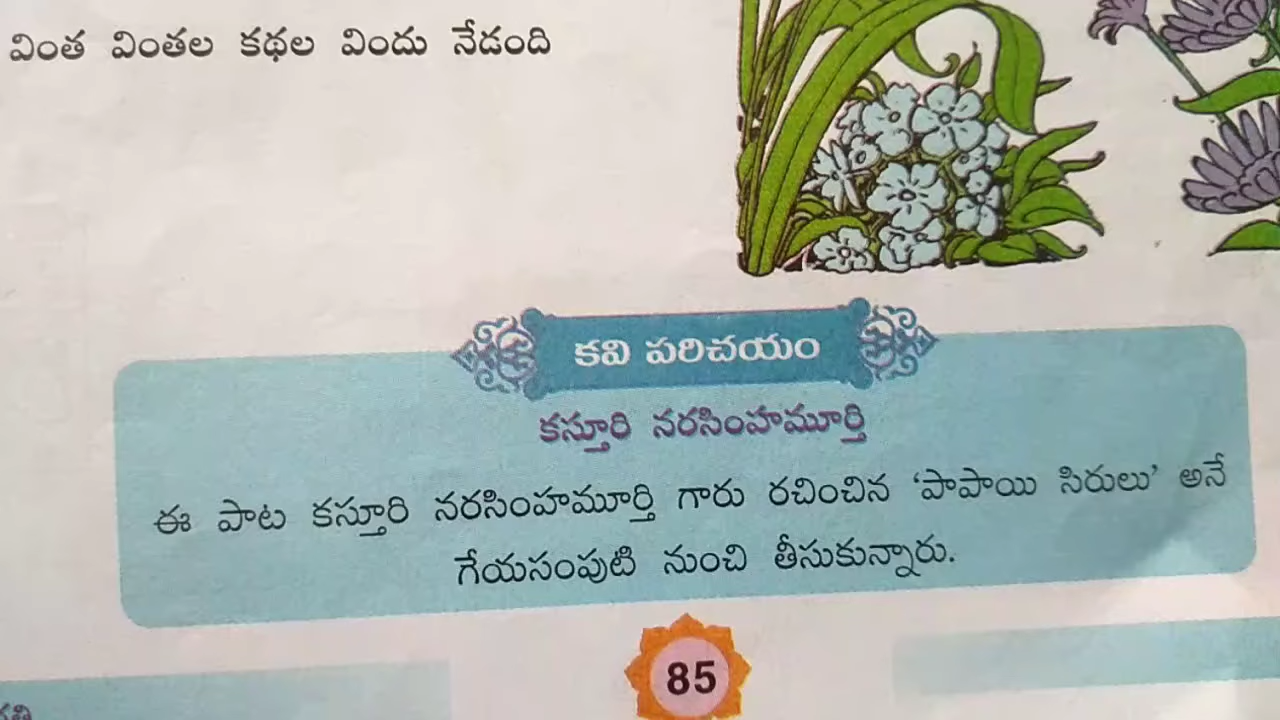 వింత వింతల కథల విందు నేడంది
కవి పరిచయం
కస్తూరి నరసింహమూర్తి
ఈ పాట కస్తూరి నరసింహమూర్తి గారు రచించిన ‘పాపాయి సిరులు’ అనే
గేయసంపుటి నుంచి తీసుకున్నారు.
85